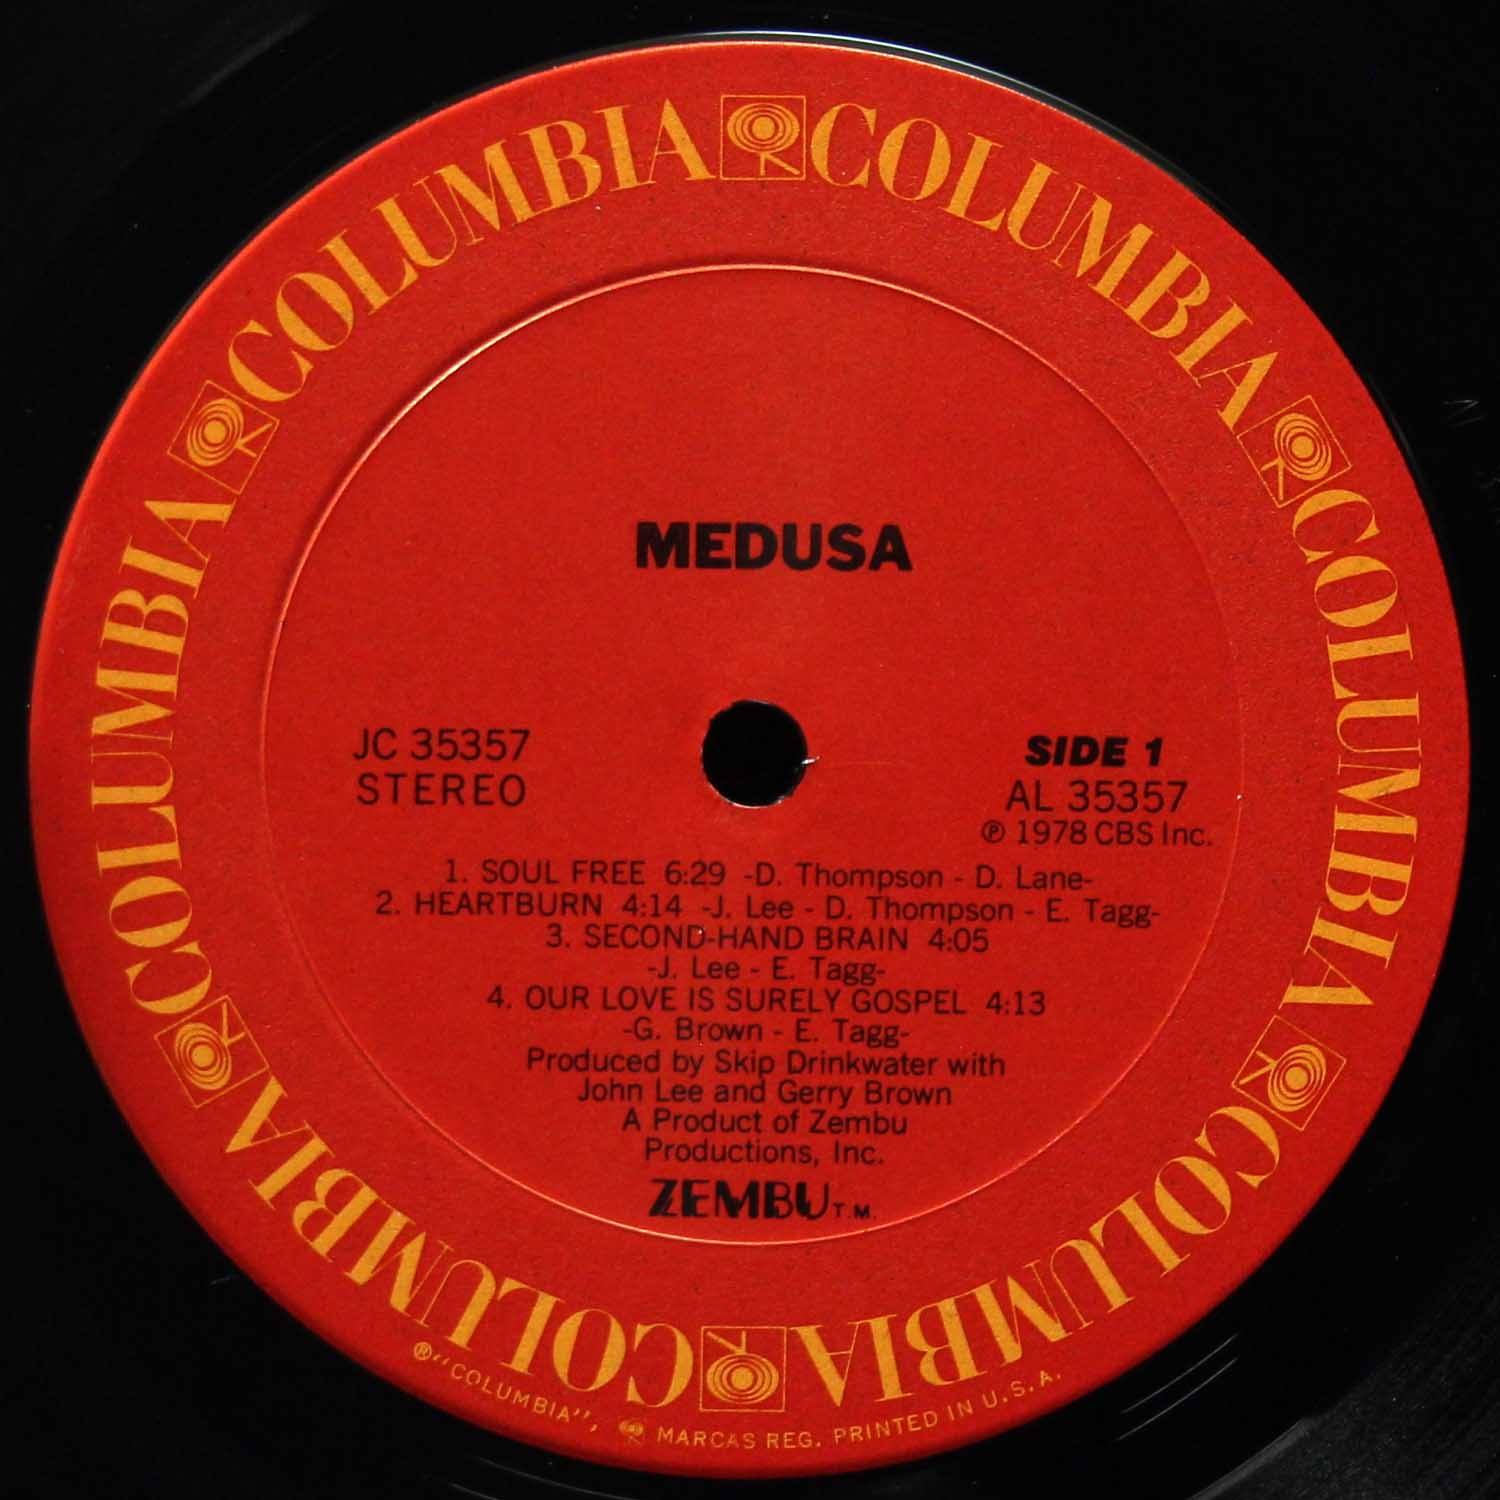 COLUMBIA COLUMBIA COLUMBIA COLUMBIA COLUMBIA COLUMBIA
MEDUSA
JC 35357
STEREO
SIDE 1
AL 35357
℗ 1978 CBS Inc.
1. SOUL FREE 6:29 -D. Thompson - D. Lane-
2. HEARTBURN 4:14 -J. Lee - D. Thompson - E. Tagg-
3. SECOND-HAND BRAIN 4:05
-J. Lee - E. Tagg-
4. OUR LOVE IS SURELY GOSPEL 4:13
-G. Brown - E. Tagg-
Produced by Skip Drinkwater with
John Lee and Gerry Brown
A Product of Zembu
Productions, Inc.
ZEMBU T.M.
® "COLUMBIA", MARCAS REG. PRINTED IN U.S.A.